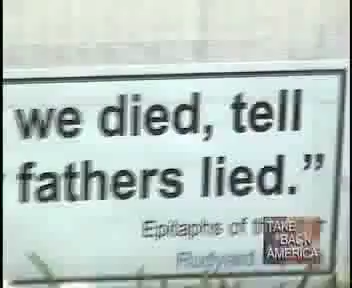 we died, tell
fathers lied.”
Epitaphs of
Rudyard
TAKE
BACK
AMERICA